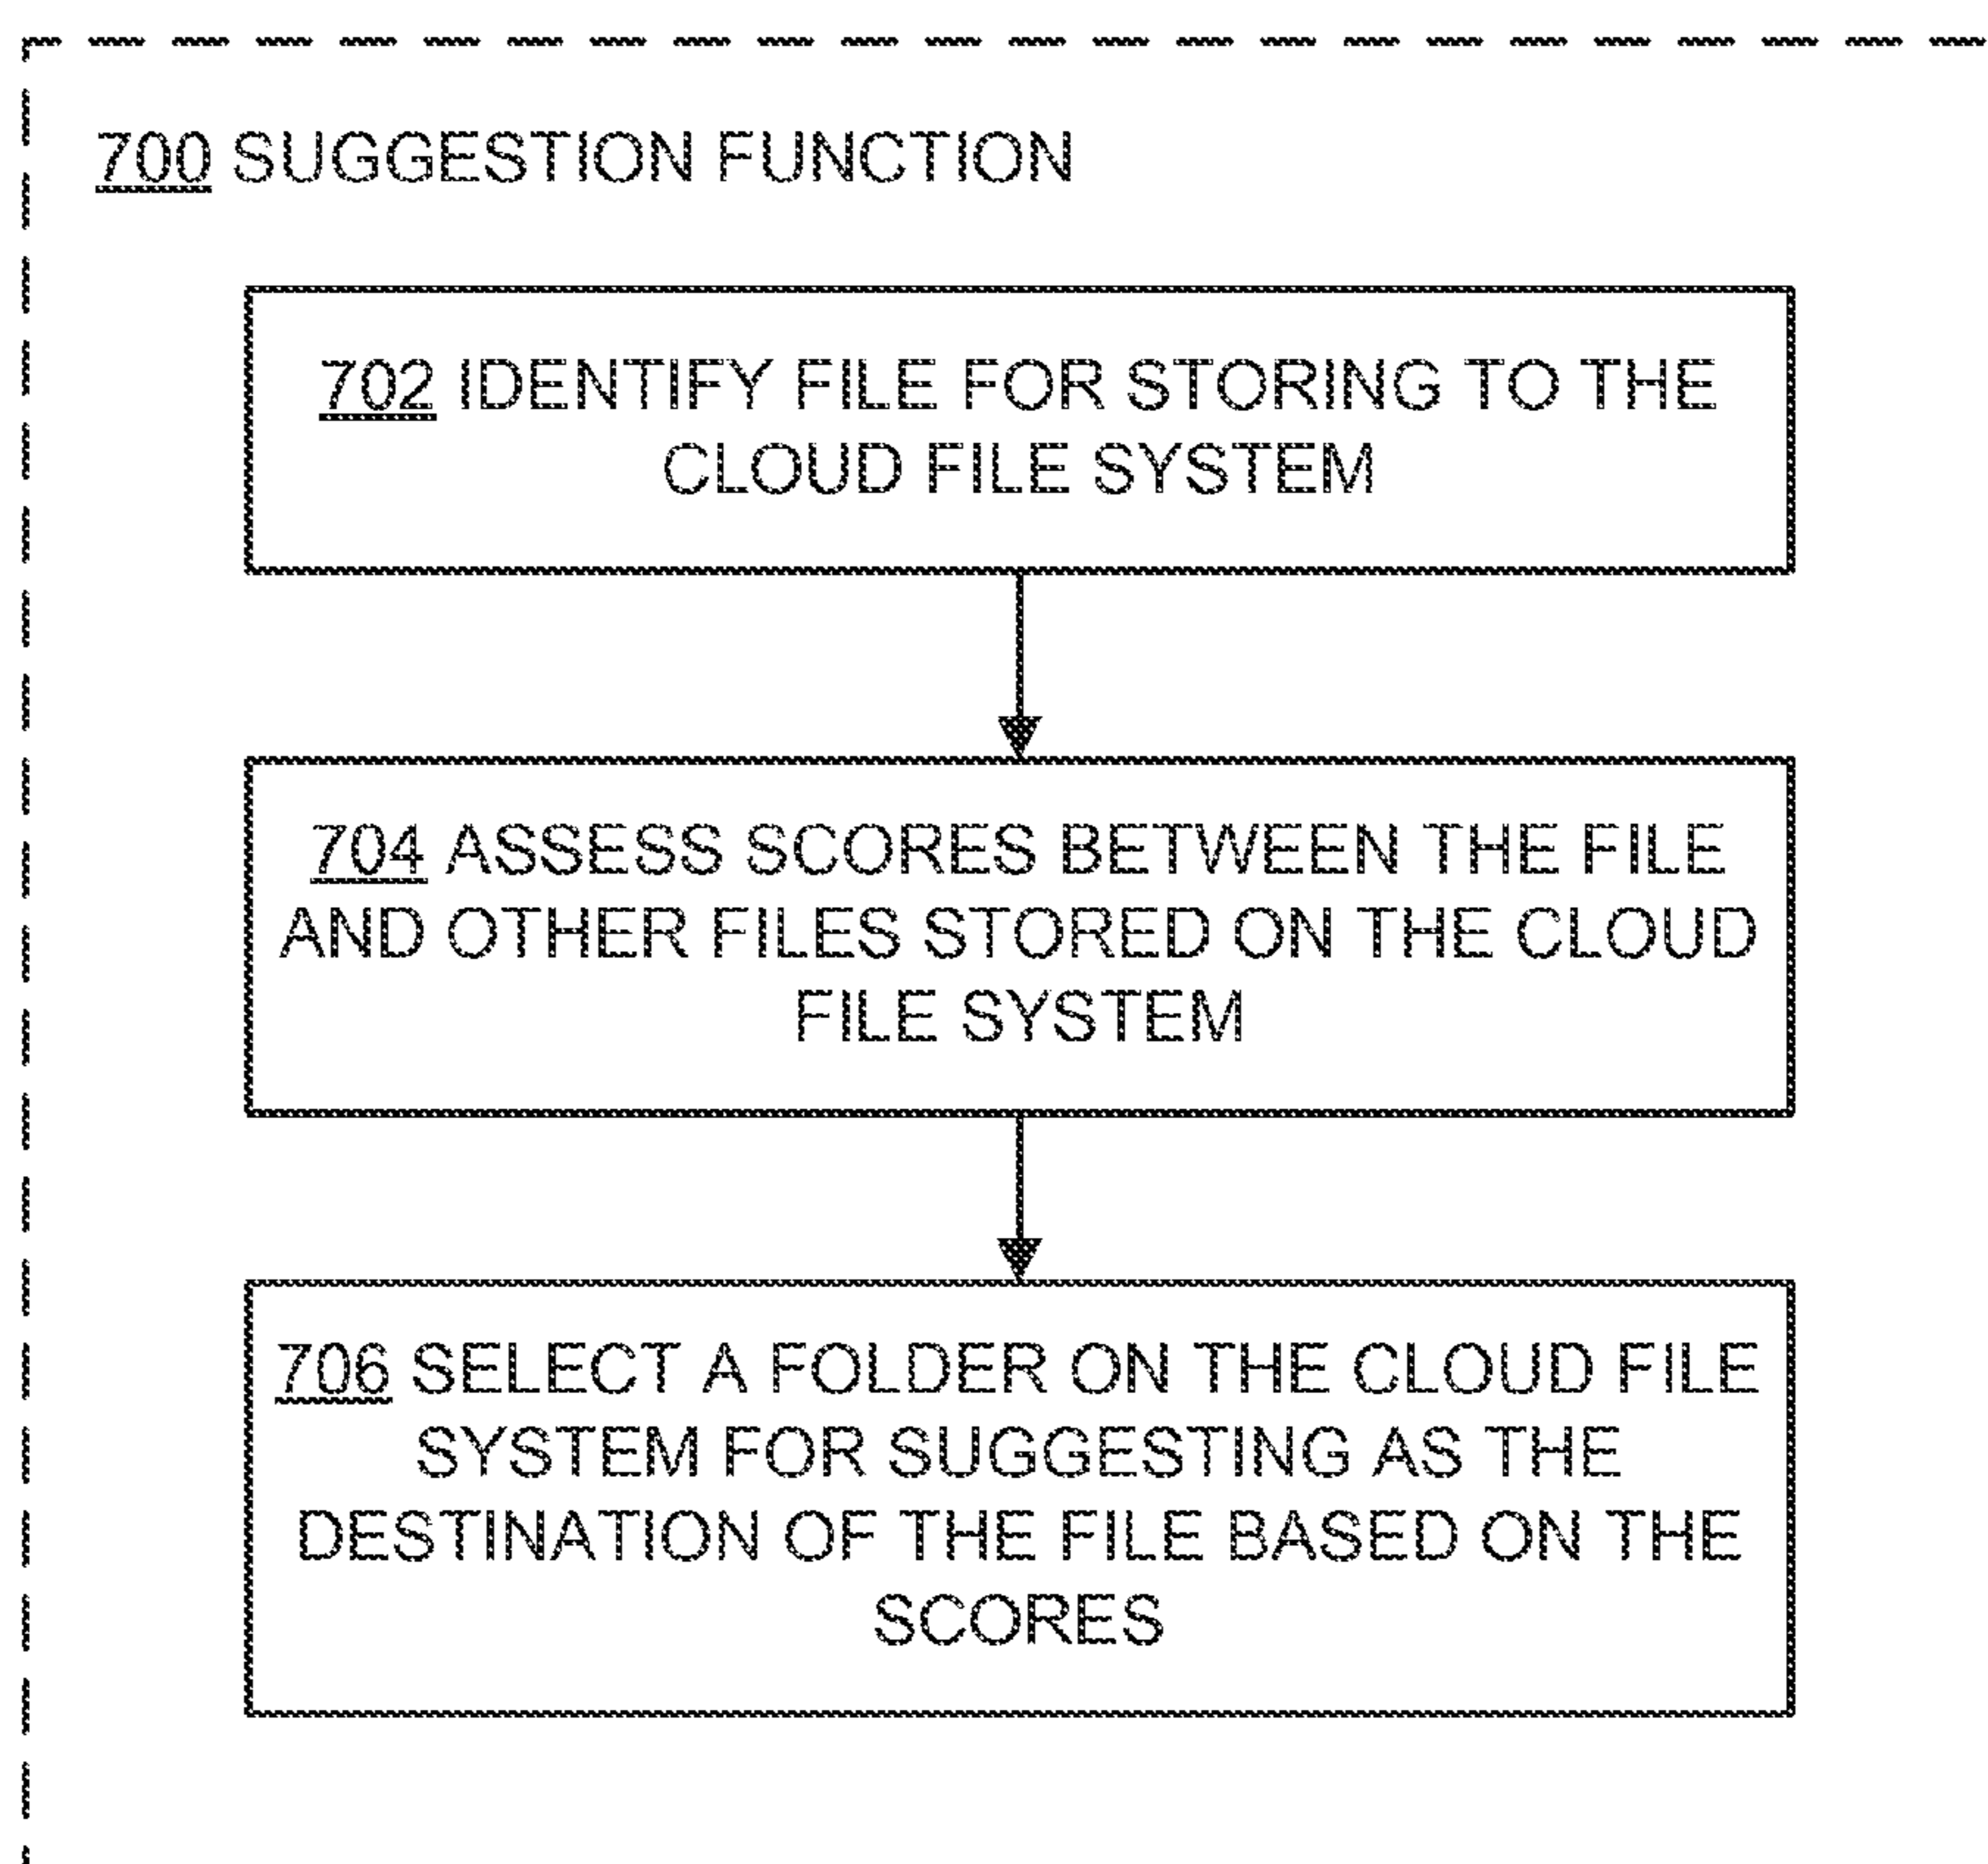 700 SUGGESTION FUNCTION
702 IDENTIFY FILE FOR STORING TO THE
CLOUD FILE SYSTEM
704 ASSESS SCORES BETWEEN THE FILE
AND OTHER FILES STORED ON THE CLOUD
FILE SYSTEM
706 SELECT A FOLDER ON THE CLOUD FILE
SYSTEM FOR SUGGESTING AS THE
DESTINATION OF THE FILE BASED ON THE
SCORES